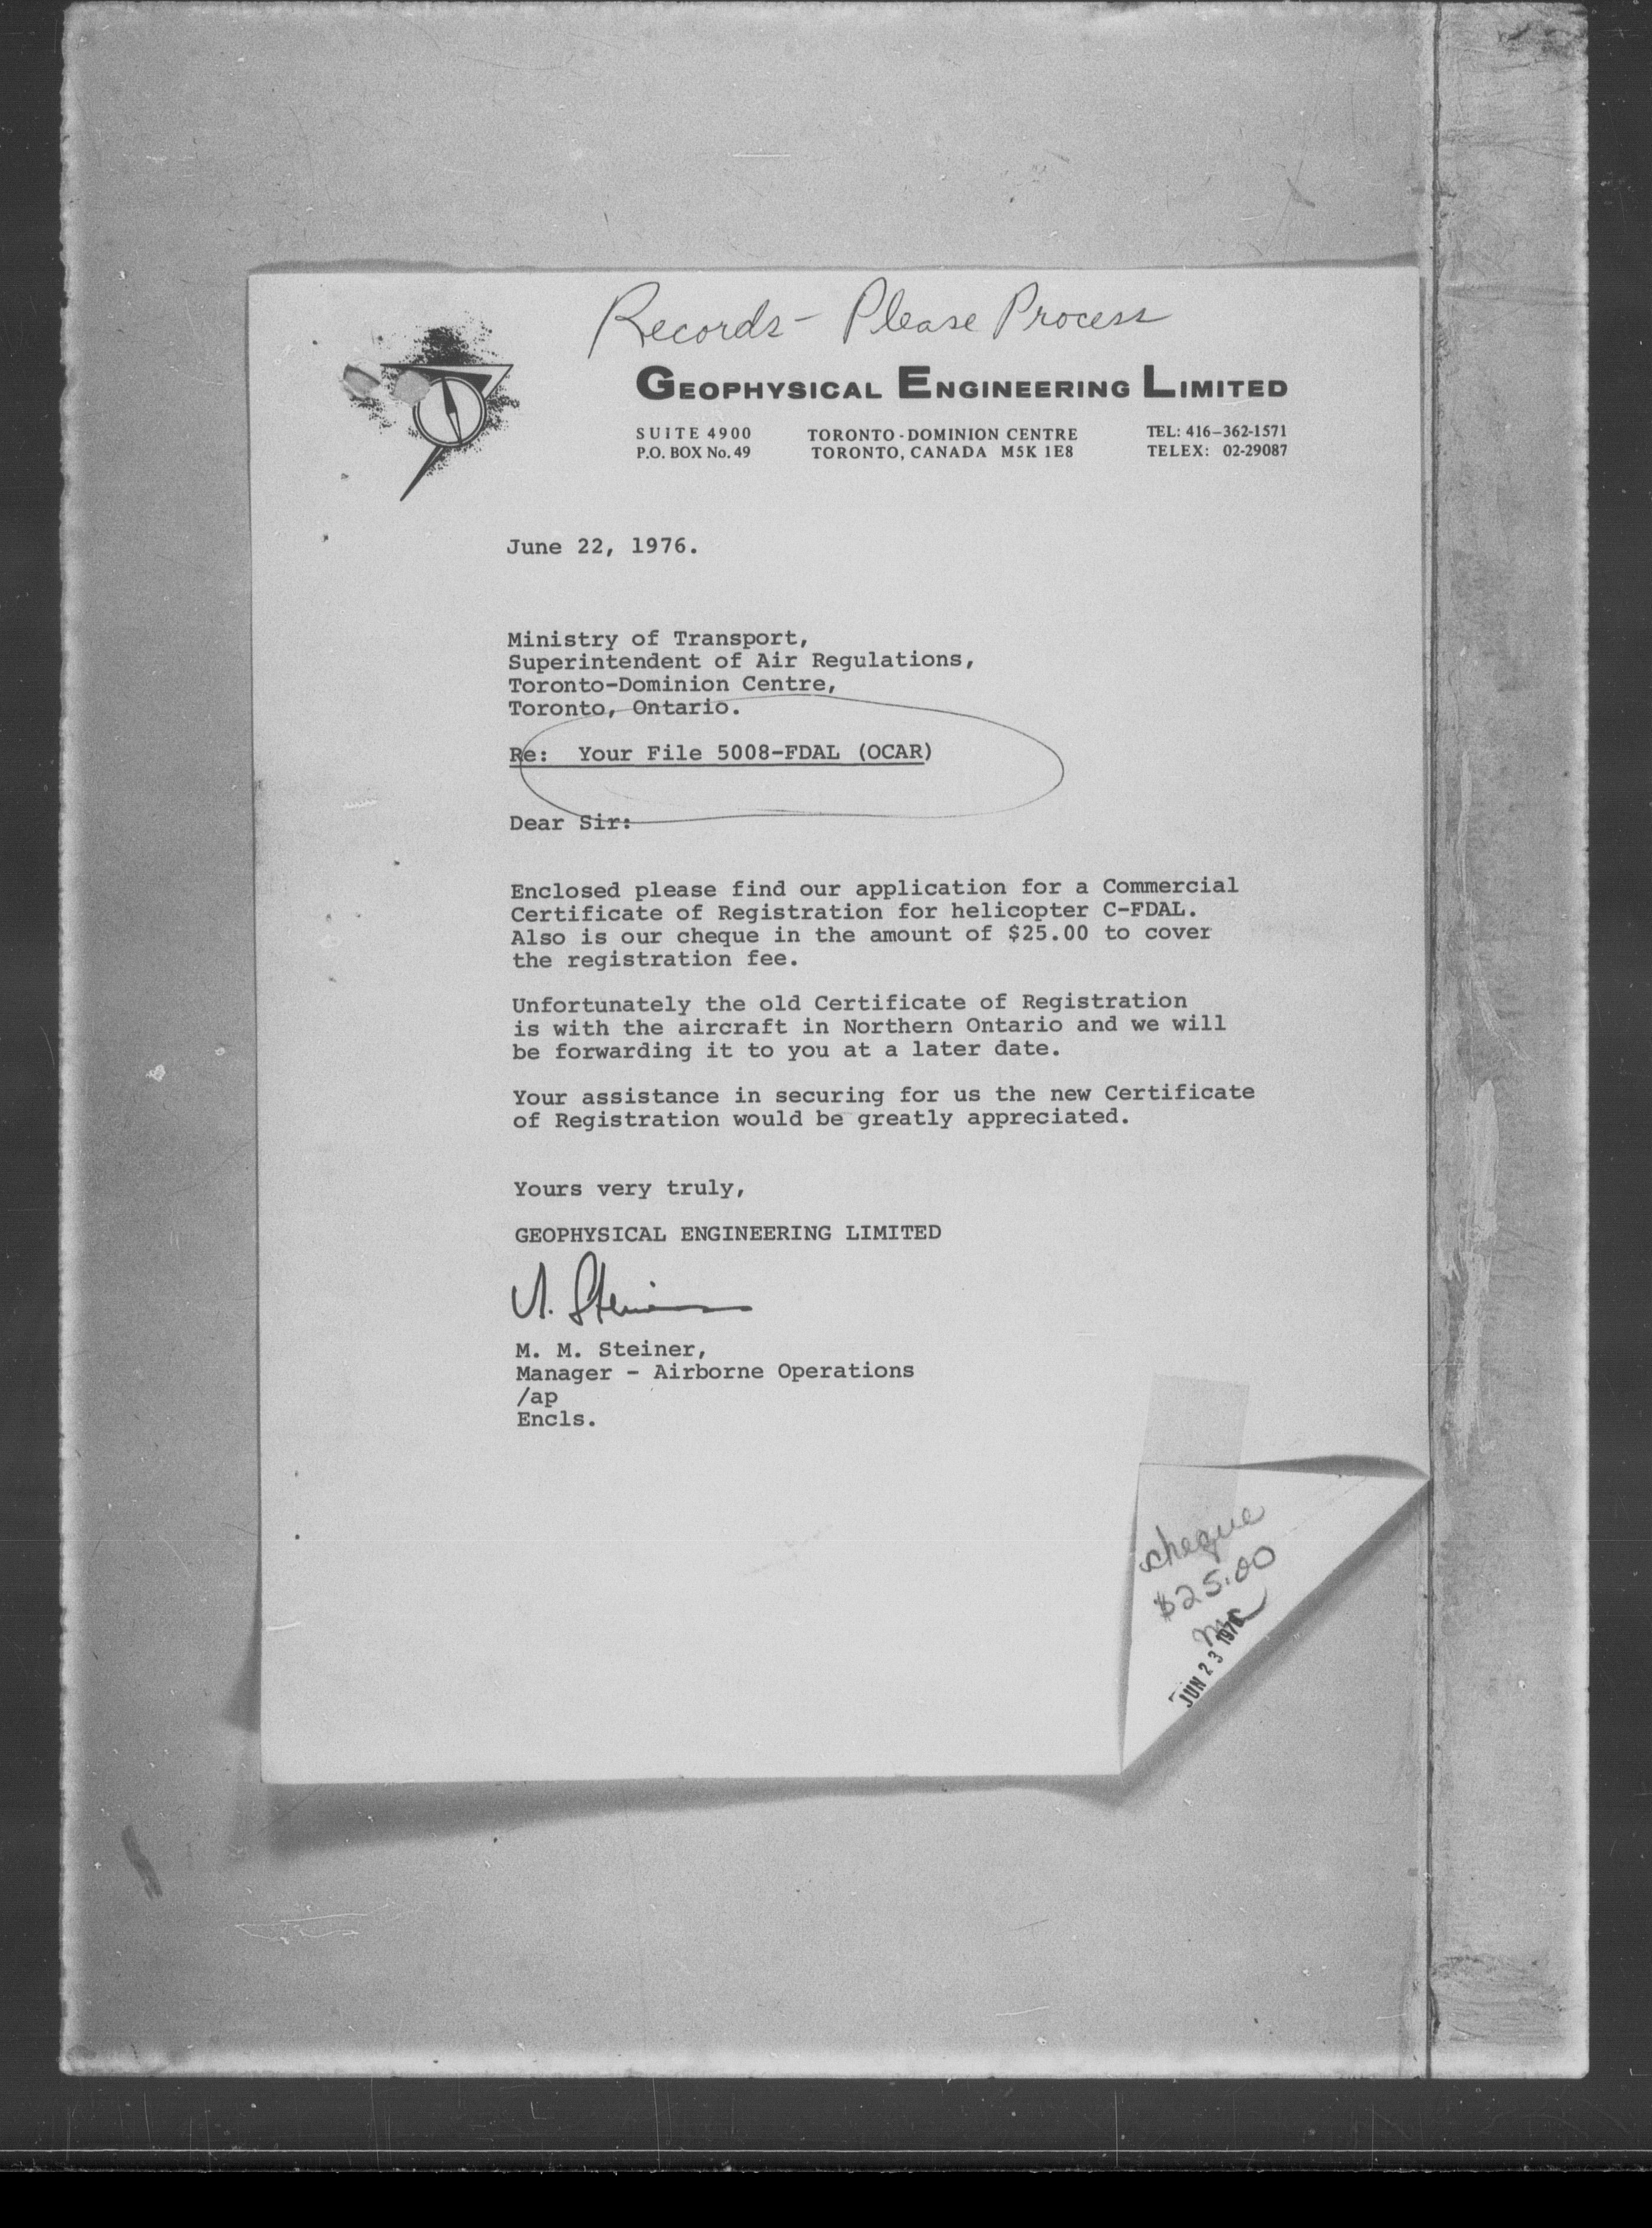 Records - Please Process
GEOPHYSICAL ENGINEERING LIMITED
SUITE 4900 TORONTO-DOMINION CENTRE TEL: 416-362-1571
P.O. BOX No. 49 TORONTO, CANADA M5K 1E8 TELEX: 02-29087
June 22, 1976.
Ministry of Transport,
Superintendent of Air Regulations,
Toronto-Dominion Centre,
Toronto, Ontario.
Re: Your File 5008-FDAL (OCAR)
Dear Sir:
Enclosed please find our application for a Commercial
Certificate of Registration for helicopter C-FDAL.
Also is our cheque in the amount of $25.00 to cover
the registration fee.
Unfortunately the old Certificate of Registration
is with the aircraft in Northern Ontario and we will
be forwarding it to you at a later date.
Your assistance in securing for us the new Certificate
of Registration would be greatly appreciated.
Yours very truly,
GEOPHYSICAL ENGINEERING LIMITED
M. Steiner
M. M. Steiner,
Manager - Airborne Operations
/ap
Encls.
cheque
$25.00
JUN 23 1976